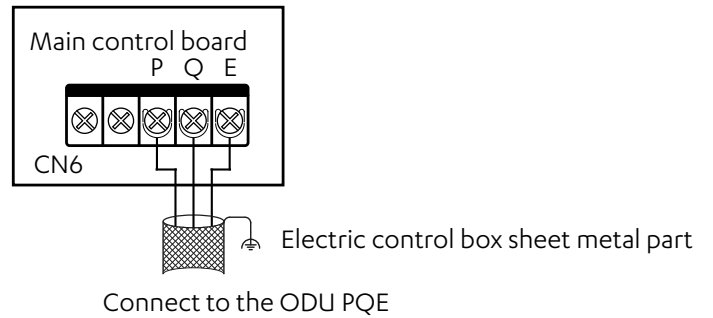 Main control board
P Q E
CN6
Electric control box sheet metal part
Connect to the ODU PQE